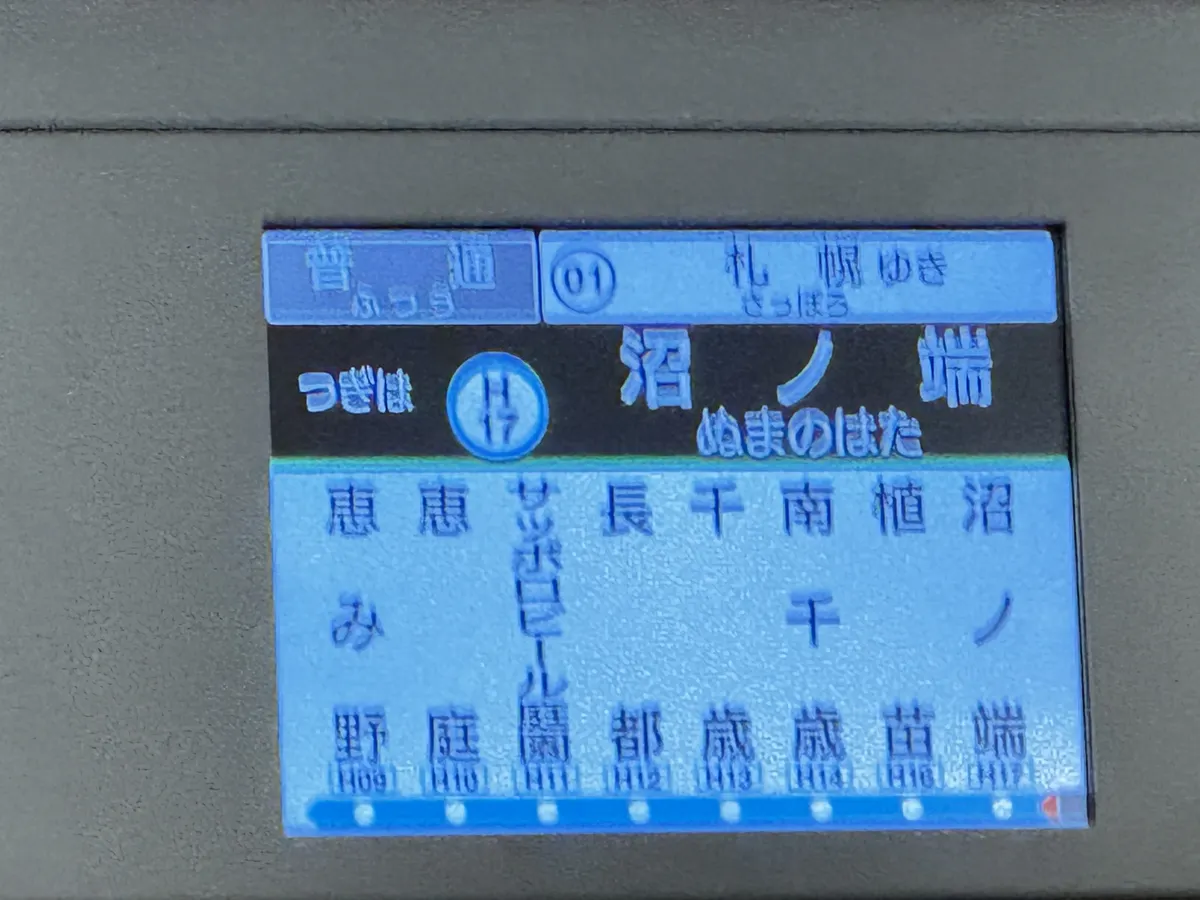 普通
ふつう
01 札幌ゆき
さっぽろ
つぎは H17 沼ノ端
ぬまのはた
恵み野
恵庭
サッポロビール園
長都
千歳
南千歳
植苗
沼ノ端
H09 H10 H11 H12 H13 H14 H16 H17